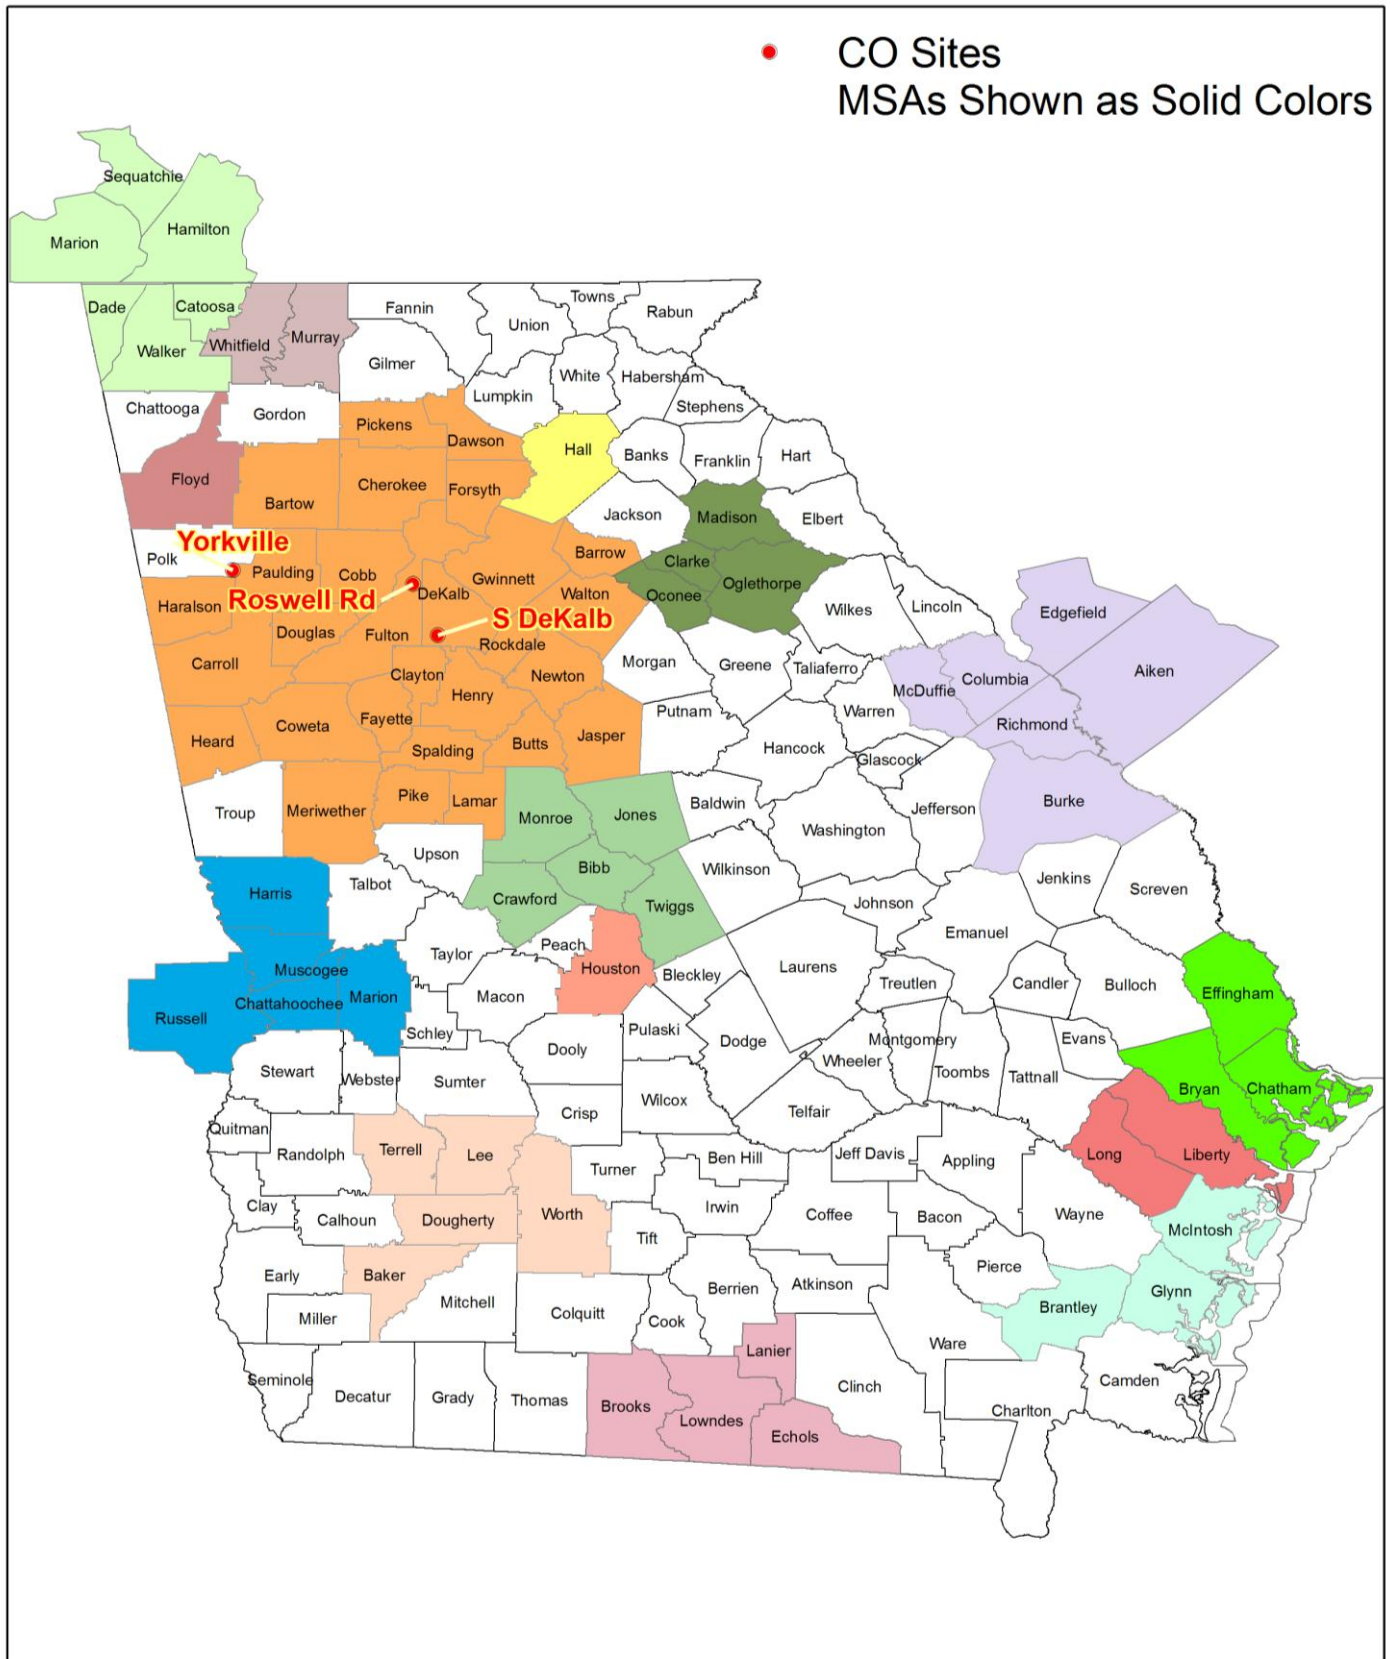 CO Sites
MSAs Shown as Solid Colors
Sequatchie
Hamilton
Marion
Dade
Catoosa
Walker
Whitfield
Murray
Fannin
Union
Towns
Rabun
Gilmer
White
Habersham
Lumpkin
Stephens
Chattooga
Gordon
Pickens
Dawson
Hall
Banks
Franklin
Hart
Floyd
Bartow
Cherokee
Forsyth
Jackson
Madison
Elbert
Yorkville
Polk
Paulding
Cobb
DeKalb
Gwinnett
Barrow
Clarke
Oglethorpe
Oconee
Roswell Rd
Haralson
Walton
Wilkes
Lincoln
Edgefield
S DeKalb
Douglas
Fulton
Rockdale
Carroll
Clayton
Newton
Morgan
Greene
Taliaferro
Columbia
Aiken
McDuffie
Henry
Coweta
Fayette
Putnam
Warren
Richmond
Heard
Spalding
Butts
Jasper
Hancock
Glascock
Troup
Meriwether
Pike
Lamar
Monroe
Jones
Baldwin
Washington
Jefferson
Burke
Upson
Bibb
Wilkinson
Talbot
Harris
Crawford
Twiggs
Johnson
Jenkins
Screven
Emanuel
Taylor
Peach
Houston
Bleckley
Laurens
Treutlen
Candler
Bulloch
Effingham
Muscogee
Chattahoochee
Marion
Macon
Russell
Schley
Pulaski
Dodge
Montgomery
Evans
Dooly
Wheeler
Toombs
Tattnall
Bryan
Chatham
Stewart
Webster
Sumter
Crisp
Wilcox
Telfair
Quitman
Randolph
Terrell
Lee
Turner
Ben Hill
Jeff Davis
Appling
Long
Liberty
Clay
Calhoun
Dougherty
Worth
Tift
Irwin
Coffee
Bacon
Wayne
McIntosh
Early
Baker
Mitchell
Berrien
Atkinson
Pierce
Brantley
Glynn
Miller
Colquitt
Cook
Ware
Lanier
Seminole
Decatur
Grady
Thomas
Brooks
Lowndes
Clinch
Camden
Echols
Charlton